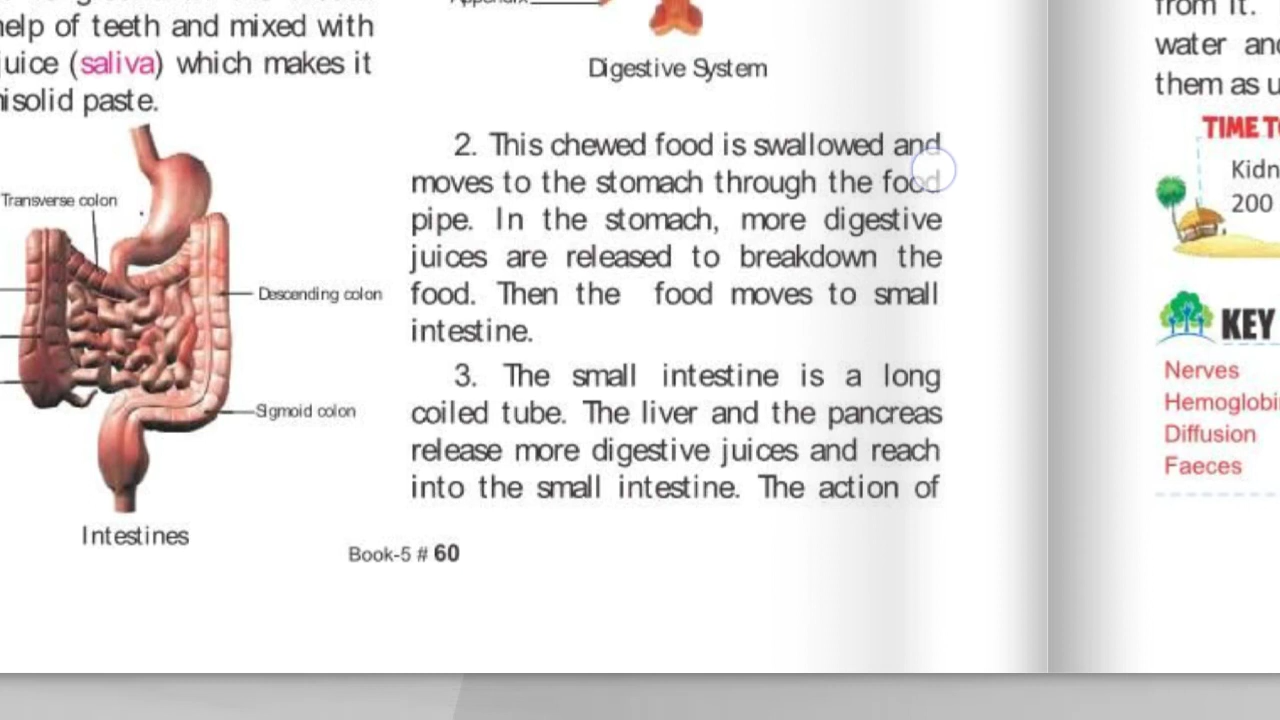 help of teeth and mixed with
juice (saliva) which makes it
paste.
Transverse colon
Descending colon
Sigmoid colon
Intestines
Digestive System
2. This chewed food is swallowed and
moves to the stomach through the food
pipe. In the stomach, more digestive
juices are released to breakdown the
food. Then the food moves to small
intestine.
3. The small intestine is a long
coiled tube. The liver and the pancreas
release more digestive juices and reach
into the small intestine. The action of
Book-5 # 60
from it.
water
them as
TIME
200
KEY
Nerves
Diffusion
Faeces